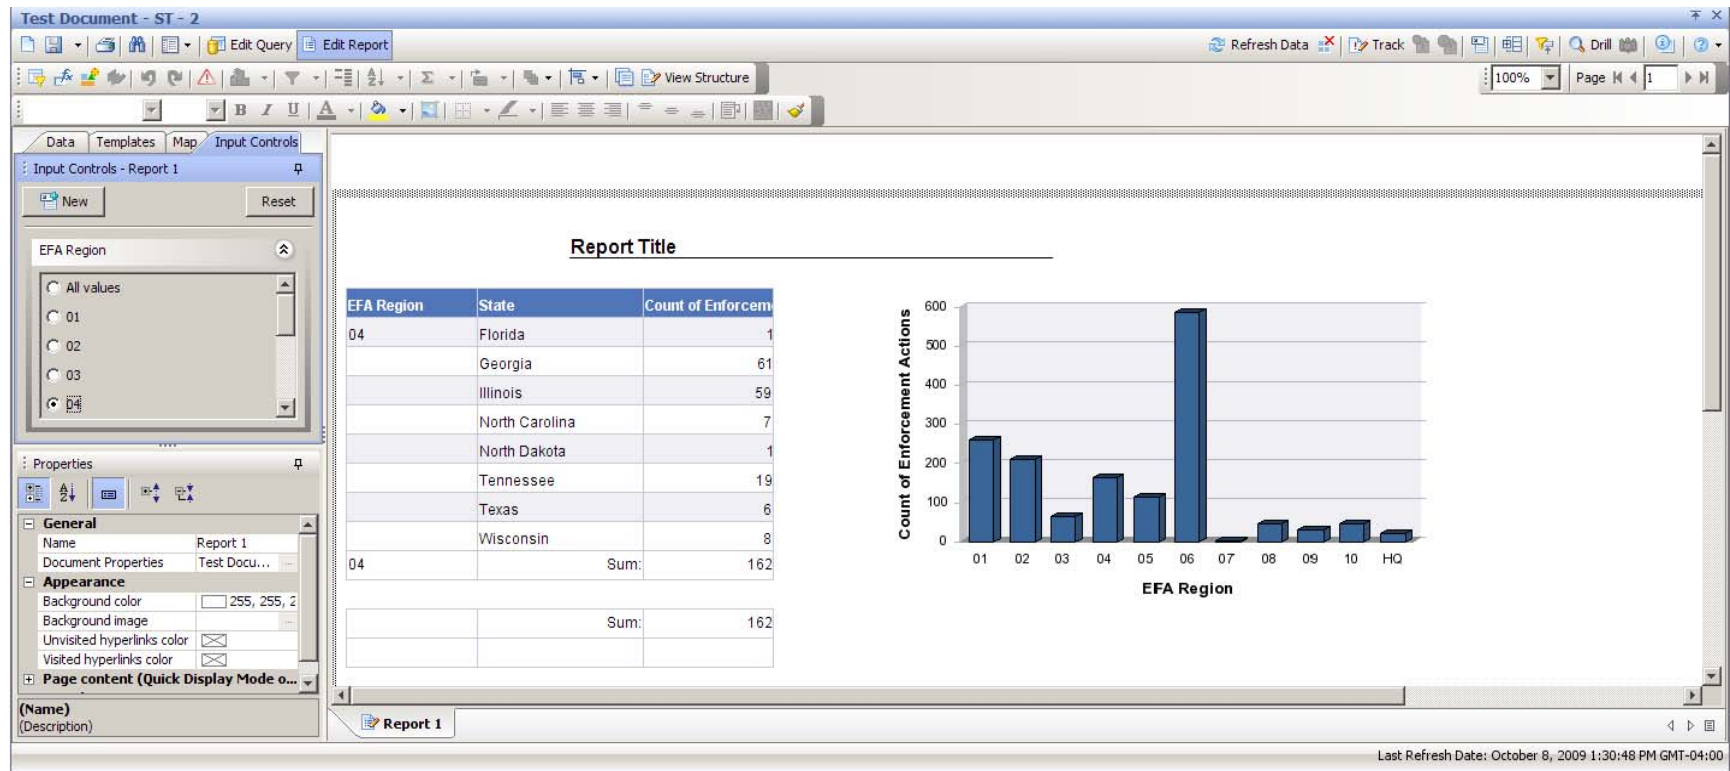 Test Document - ST - 2
Edit Query Edit Report
Refresh Data Track Drill
View Structure
100% Page 1
B I U A
Data Templates Map Input Controls
Input Controls - Report 1
New Reset
EFA Region
All values
01
02
03
04
Properties
General
Name Report 1
Document Properties Test Docu... ...
Appearance
Background color 255, 255, 2
Background image ...
Unvisited hyperlinks color
Visited hyperlinks color
Page content (Quick Display Mode o...
(Name)
(Description)
Report Title
EFA Region State Count of Enforcem
04 Florida 1
Georgia 61
Illinois 59
North Carolina 7
North Dakota 1
Tennessee 19
Texas 6
Wisconsin 8
04 Sum: 162
Sum: 162
Count of Enforcement Actions
600
500
400
300
200
100
0
01 02 03 04 05 06 07 08 09 10 HQ
EFA Region
Report 1
Last Refresh Date: October 8, 2009 1:30:48 PM GMT-04:00